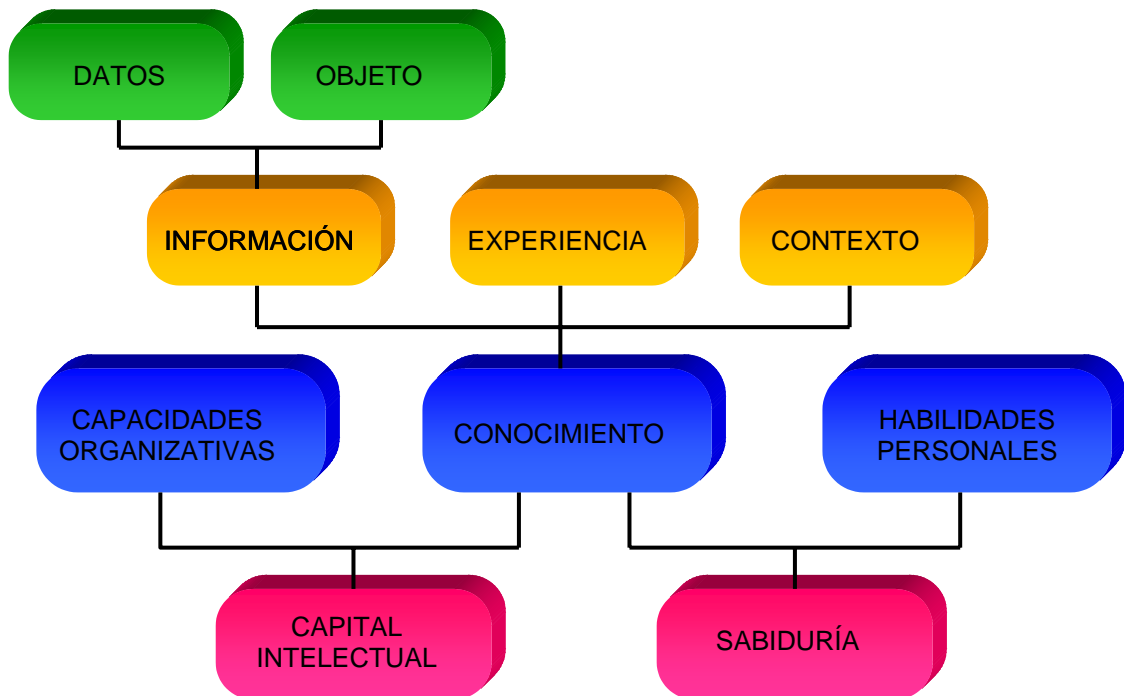 DATOS
OBJETO
INFORMACIÓN
EXPERIENCIA
CONTEXTO
CAPACIDADES
ORGANIZATIVAS
CONOCIMIENTO
HABILIDADES
PERSONALES
CAPITAL
INTELECTUAL
SABIDURÍA